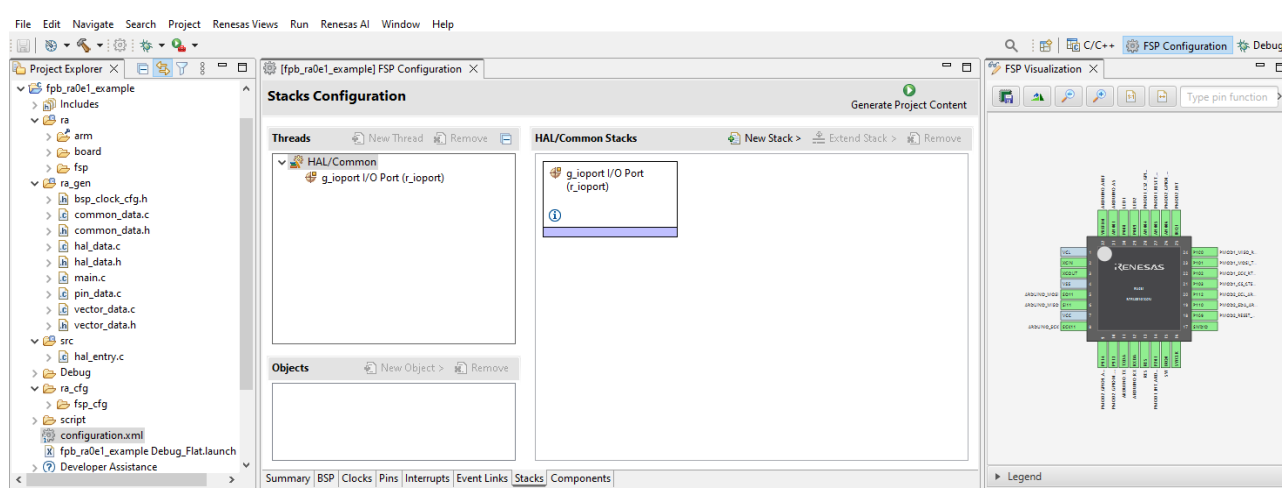 File Edit Navigate Search Project Renesas Views Run Renesas AI Window Help
C/C++ FSP Configuration Debug
Project Explorer
fpb_ra0e1_example
Includes
ra
arm
board
fsp
ra_gen
bsp_clock_cfg.h
common_data.c
common_data.h
hal_data.c
hal_data.h
main.c
pin_data.c
vector_data.c
vector_data.h
src
hal_entry.c
Debug
ra_cfg
fsp_cfg
script
configuration.xml
fpb_ra0e1_example Debug_Flat.launch
Developer Assistance
[fpb_ra0e1_example] FSP Configuration
Stacks Configuration
Generate Project Content
Threads New Thread Remove
HAL/Common
g_ioport I/O Port (r_ioport)
Objects New Object > Remove
HAL/Common Stacks New Stack > Extend Stack > Remove
g_ioport I/O Port
(r_ioport)
Summary BSP Clocks Pins Interrupts Event Links Stacks Components
FSP Visualization
Type pin function
RENESAS
Legend